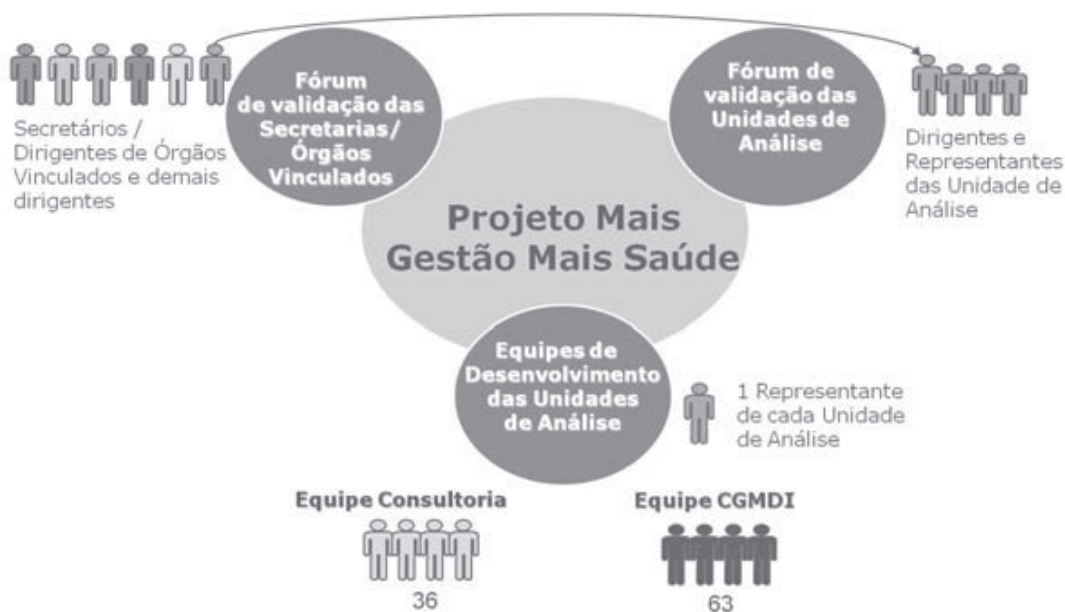 Fórum
de validação das
Secretarias/
Órgãos
Vinculados
Fórum de
validação das
Unidades de
Análise
Secretários /
Dirigentes de Órgãos
Vinculados e demais
dirigentes
Dirigentes e
Representantes
das Unidade de
Análise
Projeto Mais
Gestão Mais Saúde
Equipes de
Desenvolvimento
das Unidades
de Análise
1 Representante
de cada Unidade
de Análise
Equipe Consultoria
36
Equipe CGMDI
63